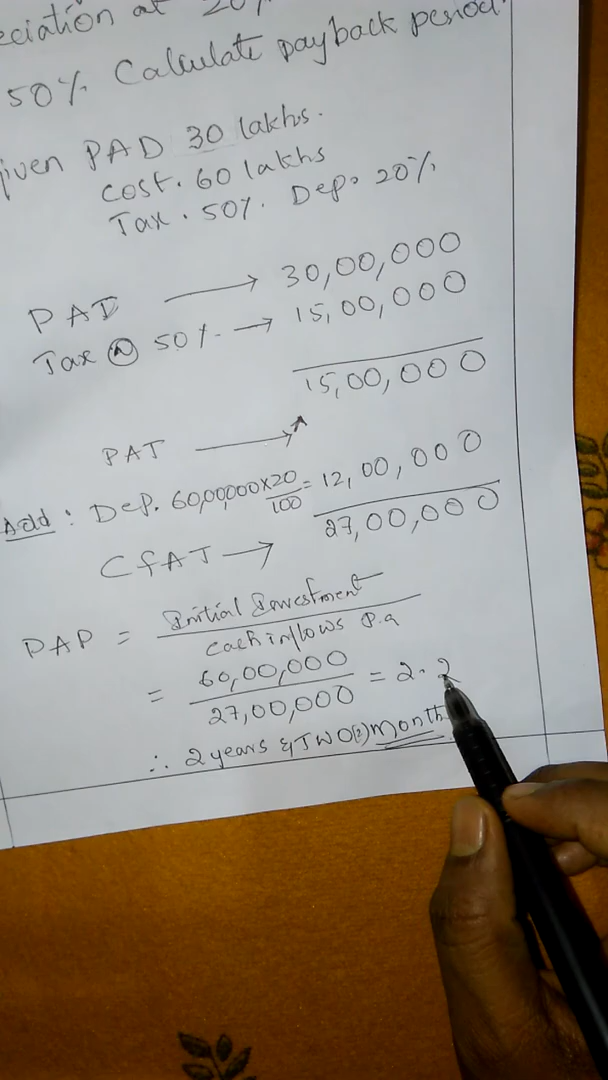 eciation at 20%
50% Calculate payback period.
iven PAD 30 lakhs.
Cost. 60 lakhs
Tax. 50%. Dep. 20%
PAD → 30,00,000
Tax @ 50% → 15,00,000
15,00,000
PAT →
Add: Dep. 60,00,000×20/100 = 12,00,000
27,00,000
CFAT →
PAP = Initial Investment / Cash inflows P.a
= 60,00,000 / 27,00,000 = 2.2
∴ 2 years & TWO(2) Month